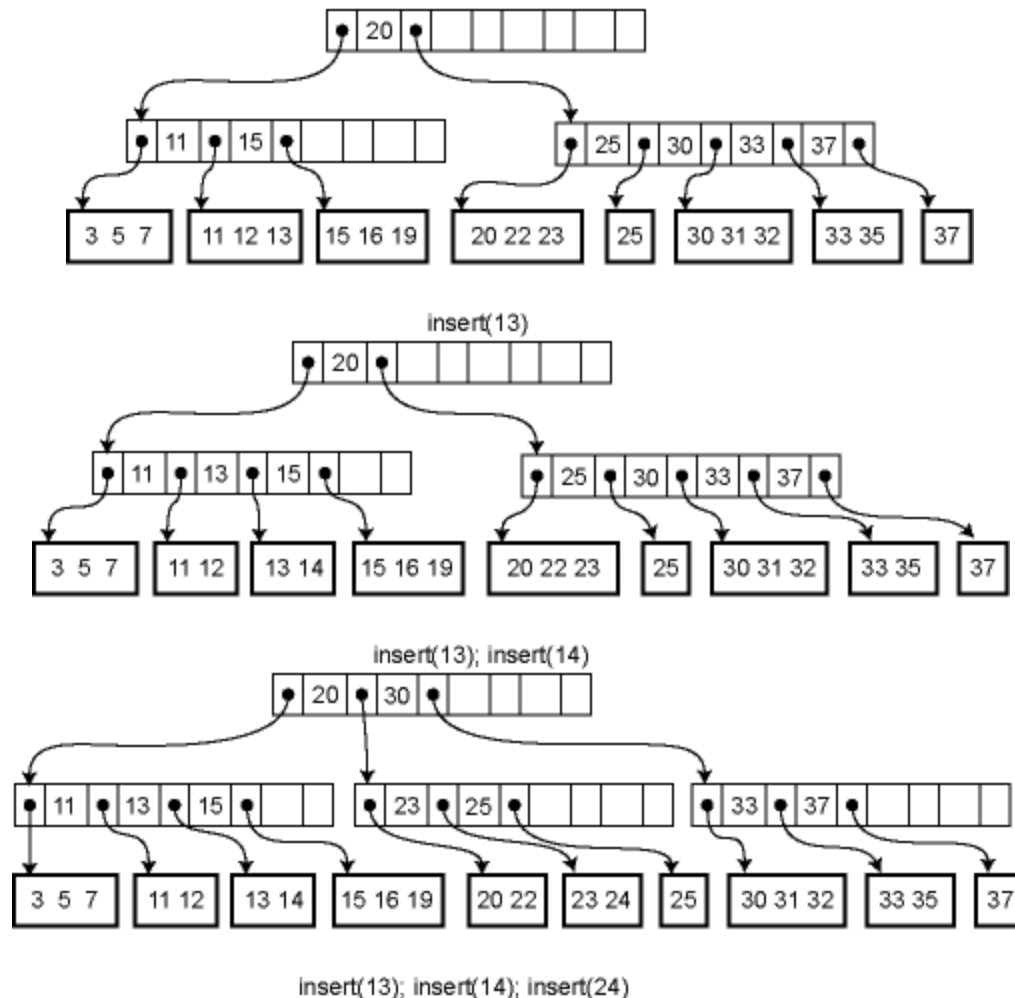 20
11 15
25 30 33 37
3 5 7
11 12 13
15 16 19
20 22 23
25
30 31 32
33 35
37
insert(13)
20
11 13 15
25 30 33 37
3 5 7
11 12
13 14
15 16 19
20 22 23
25
30 31 32
33 35
37
insert(13); insert(14)
20 30
11 13 15
23 25
33 37
3 5 7
11 12
13 14
15 16 19
20 22
23 24
25
30 31 32
33 35
37
insert(13); insert(14); insert(24)